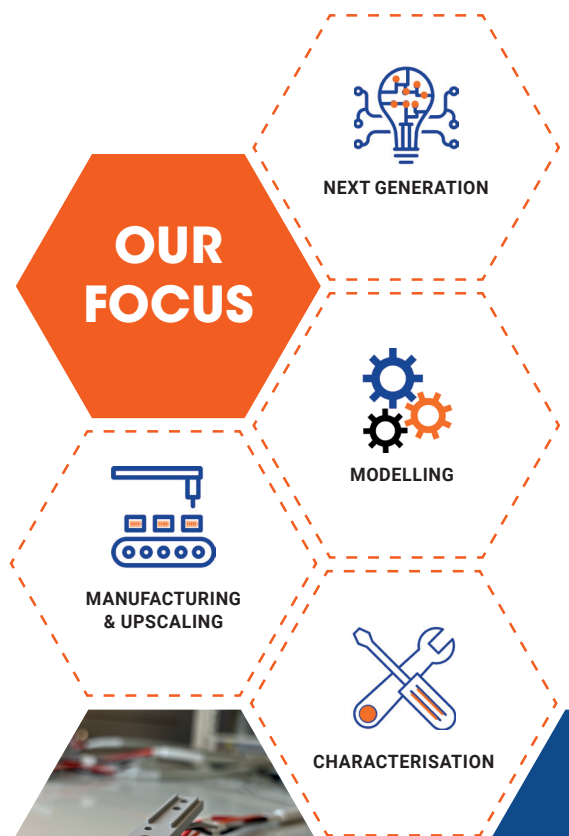 OUR
FOCUS
NEXT GENERATION
MODELLING
MANUFACTURING
& UPSCALING
CHARACTERISATION